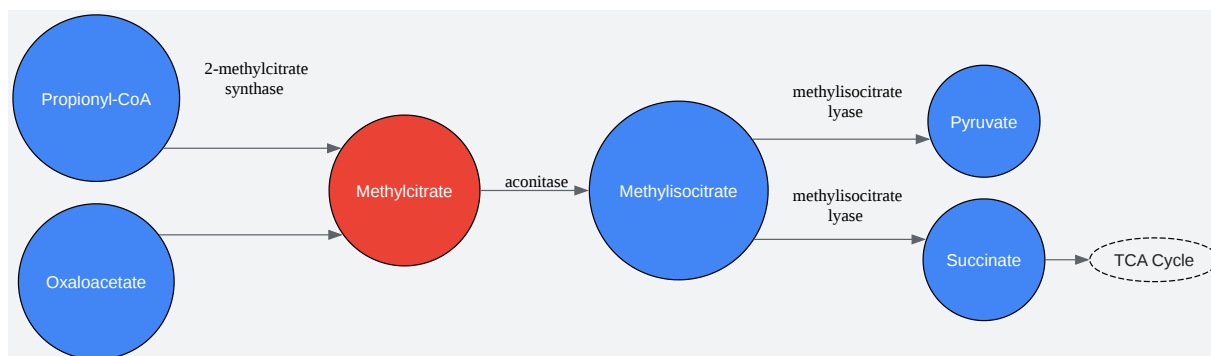 Propionyl-CoA
2-methylcitrate
synthase
Oxaloacetate
Methylcitrate
aconitase
Methylisocitrate
methylisocitrate
lyase
Pyruvate
methylisocitrate
lyase
Succinate
TCA Cycle